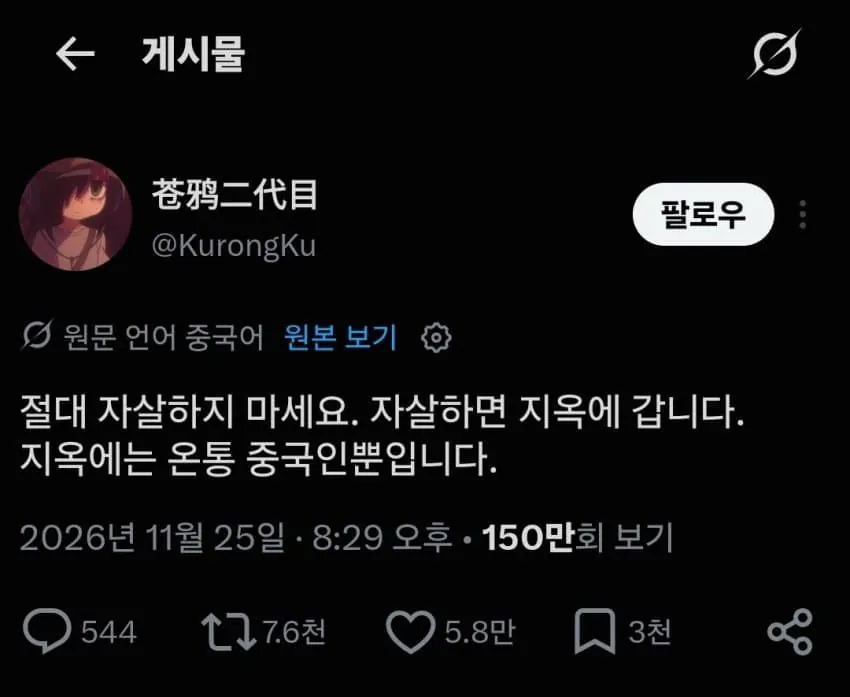 게시물
苍鸦二代目
@KurongKu
팔로우
원문 언어 중국어 원본 보기
절대 자살하지 마세요. 자살하면 지옥에 갑니다.
지옥에는 온통 중국인뿐입니다.
2026년 11월 25일 · 8:29 오후 • 150만회 보기
544 7.6천 5.8만 3천